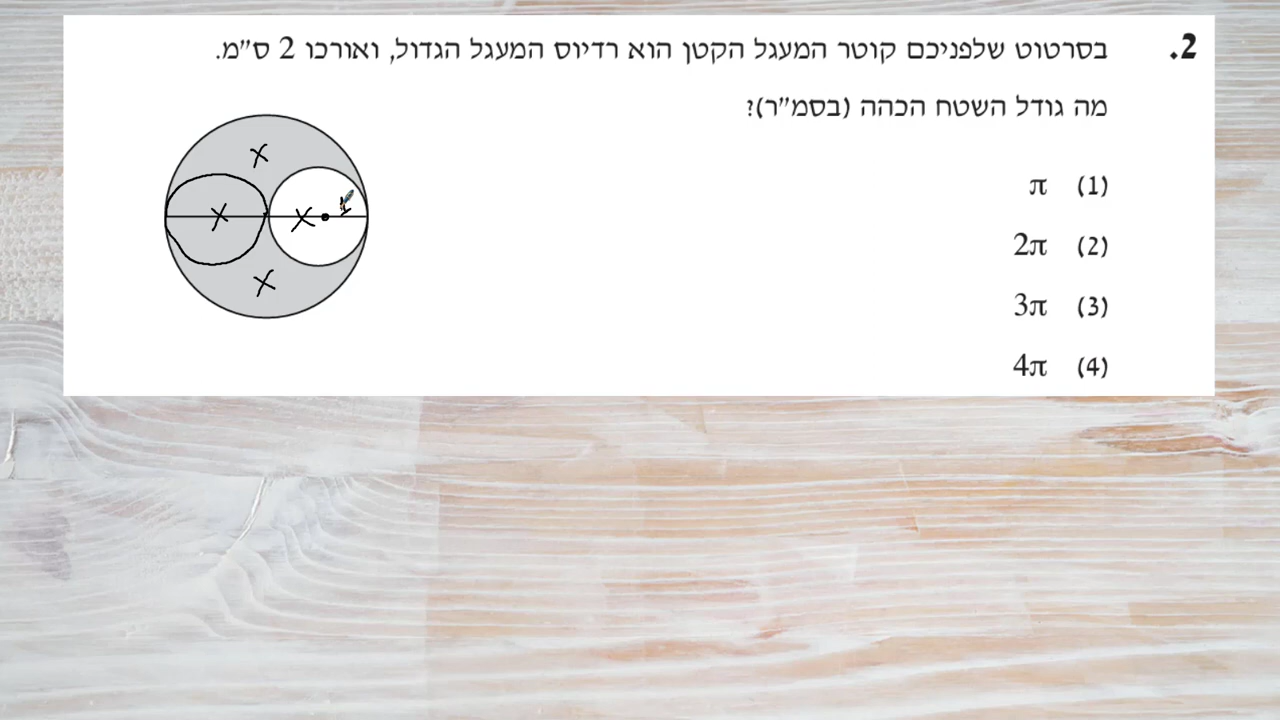 2. בסרטוט שלפניכם קוטר המעגל הקטן הוא רדיוס המעגל הגדול, ואורכו 2 ס"מ.
מה גודל השטח הכהה (בסמ"ר)?
(1) π
(2) 2π
(3) 3π
(4) 4π
x
x x 1
x